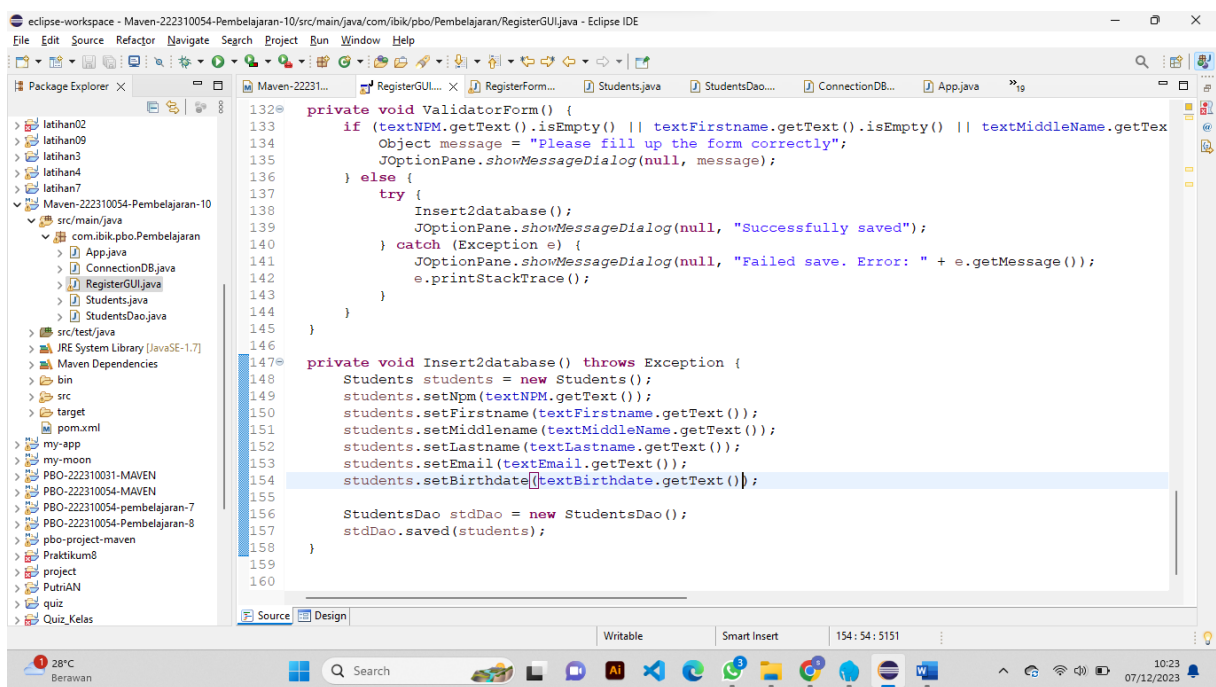 eclipse-workspace - Maven-222310054-Pembelajaran-10/src/main/java/com/ibik/pbo/Pembelajaran/RegisterGUI.java - Eclipse IDE
File Edit Source Refactor Navigate Search Project Run Window Help
Package Explorer
latihan02
latihan09
latihan3
latihan4
latihan7
Maven-222310054-Pembelajaran-10
src/main/java
com.ibik.pbo.Pembelajaran
App.java
ConnectionDB.java
RegisterGUI.java
Students.java
StudentsDao.java
src/test/java
JRE System Library [JavaSE-1.7]
Maven Dependencies
bin
src
target
pom.xml
my-app
my-moon
PBO-222310031-MAVEN
PBO-222310054-MAVEN
PBO-222310054-pembelajaran-7
PBO-222310054-Pembelajaran-8
pbo-project-maven
Praktikum8
project
PutriAN
quiz
Quiz_Kelas
Maven-22231... RegisterGUI.... RegisterForm... Students.java StudentsDao.... ConnectionDB... App.java »19
132 private void ValidatorForm() {
133 if (textNPM.getText().isEmpty() || textFirstname.getText().isEmpty() || textMiddleName.getTex
134 Object message = "Please fill up the form correctly";
135 JOptionPane.showMessageDialog(null, message);
136 } else {
137 try {
138 Insert2database();
139 JOptionPane.showMessageDialog(null, "Successfully saved");
140 } catch (Exception e) {
141 JOptionPane.showMessageDialog(null, "Failed save. Error: " + e.getMessage());
142 e.printStackTrace();
143 }
144 }
145 }
146
147 private void Insert2database() throws Exception {
148 Students students = new Students();
149 students.setNpm(textNPM.getText());
150 students.setFirstname(textFirstname.getText());
151 students.setMiddlename(textMiddleName.getText());
152 students.setLastname(textLastname.getText());
153 students.setEmail(textEmail.getText());
154 students.setBirthdate(textBirthdate.getText());
155
156 StudentsDao stdDao = new StudentsDao();
157 stdDao.saved(students);
158 }
159
160
Source Design
Writable Smart Insert 154 : 54 : 5151
1
28°C
Berawan
Search
Ai
3
W
10:23
07/12/2023